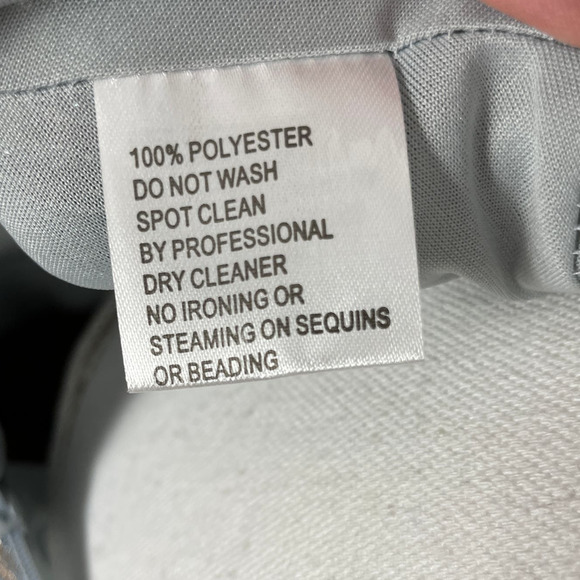 100% POLYESTER
DO NOT WASH
SPOT CLEAN
BY PROFESSIONAL
DRY CLEANER
NO IRONING OR
STEAMING ON SEQUINS
OR BEADING